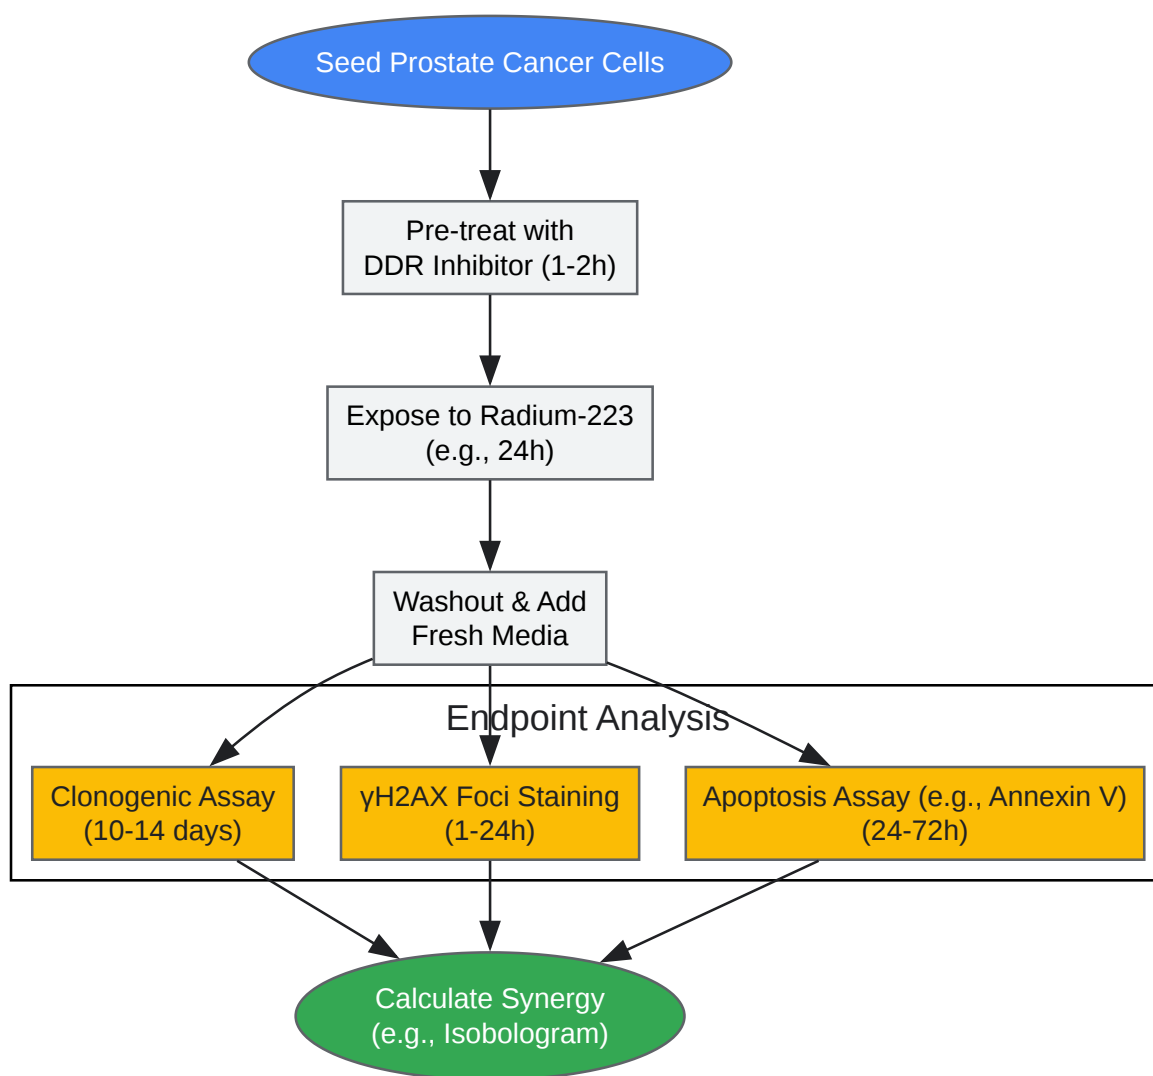 Seed Prostate Cancer Cells
Pre-treat with
DDR Inhibitor (1-2h)
Expose to Radium-223
(e.g., 24h)
Washout & Add
Fresh Media
Endpoint Analysis
Clonogenic Assay
(10-14 days)
γH2AX Foci Staining
(1-24h)
Apoptosis Assay (e.g., Annexin V)
(24-72h)
Calculate Synergy
(e.g., Isobologram)